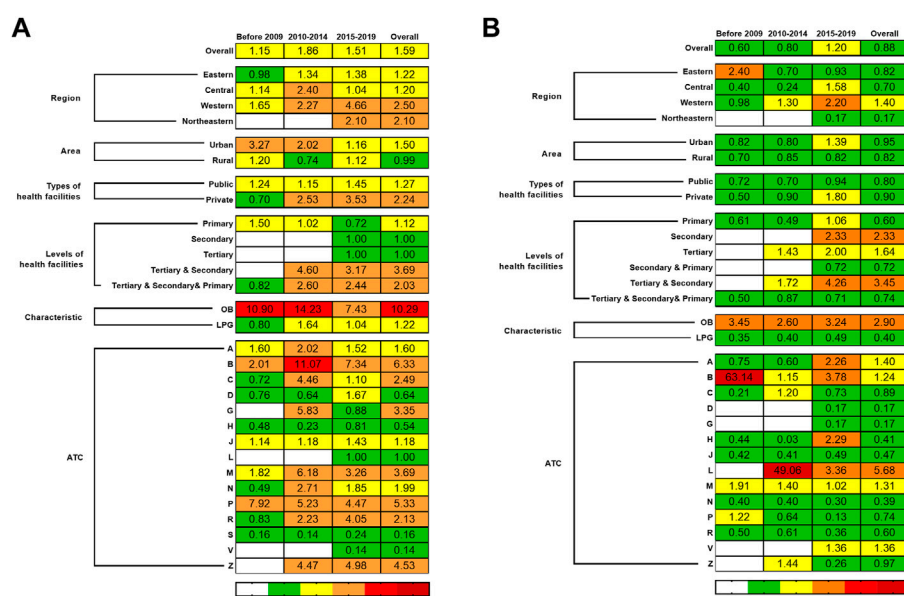 A
Before 2009 2010-2014 2015-2019 Overall
Overall 1.15 1.86 1.51 1.59
Region
Eastern 0.98 1.34 1.38 1.22
Central 1.14 2.40 1.04 1.20
Western 1.65 2.27 4.66 2.50
Northeastern 2.10 2.10
Area
Urban 3.27 2.02 1.16 1.50
Rural 1.20 0.74 1.12 0.99
Types of
health facilities
Public 1.24 1.15 1.45 1.27
Private 0.70 2.53 3.53 2.24
Levels of
health facilities
Primary 1.50 1.02 0.72 1.12
Secondary 1.00 1.00
Tertiary 1.00 1.00
Tertiary & Secondary 4.60 3.17 3.69
Tertiary & Secondary& Primary 0.82 2.60 2.44 2.03
Characteristic
OB 10.90 14.23 7.43 10.29
LPG 0.80 1.64 1.04 1.22
ATC
A 1.60 2.02 1.52 1.60
B 2.01 11.07 7.34 6.33
C 0.72 4.46 1.10 2.49
D 0.76 0.64 1.67 0.64
G 5.83 0.88 3.35
H 0.48 0.23 0.81 0.54
J 1.14 1.18 1.43 1.18
L 1.00 1.00
M 1.82 6.18 3.26 3.69
N 0.49 2.71 1.85 1.99
P 7.92 5.23 4.47 5.33
R 0.83 2.23 4.05 2.13
S 0.16 0.14 0.24 0.16
V 0.14 0.14
Z 4.47 4.98 4.53
B
Before 2009 2010-2014 2015-2019 Overall
Overall 0.60 0.80 1.20 0.88
Region
Eastern 2.40 0.70 0.93 0.82
Central 0.40 0.24 1.58 0.70
Western 0.98 1.30 2.20 1.40
Northeastern 0.17 0.17
Area
Urban 0.82 0.80 1.39 0.95
Rural 0.70 0.85 0.82 0.82
Types of
health facilities
Public 0.72 0.70 0.94 0.80
Private 0.50 0.90 1.80 0.90
Levels of
health facilities
Primary 0.61 0.49 1.06 0.60
Secondary 2.33 2.33
Tertiary 1.43 2.00 1.64
Secondary & Primary 0.72 0.72
Tertiary & Secondary 1.72 4.26 3.45
Tertiary & Secondary & Primary 0.50 0.87 0.71 0.74
Characteristic
OB 3.45 2.60 3.24 2.90
LPG 0.35 0.40 0.49 0.40
ATC
A 0.75 0.60 2.26 1.40
B 63.14 1.15 3.78 1.24
C 0.21 1.20 0.73 0.89
D 0.17 0.17
G 0.17 0.17
H 0.44 0.03 2.29 0.41
J 0.42 0.41 0.49 0.47
L 49.06 3.36 5.68
M 1.91 1.40 1.02 1.31
N 0.40 0.40 0.30 0.39
P 1.22 0.64 0.13 0.74
R 0.50 0.61 0.36 0.60
V 1.36 1.36
Z 1.44 0.26 0.97